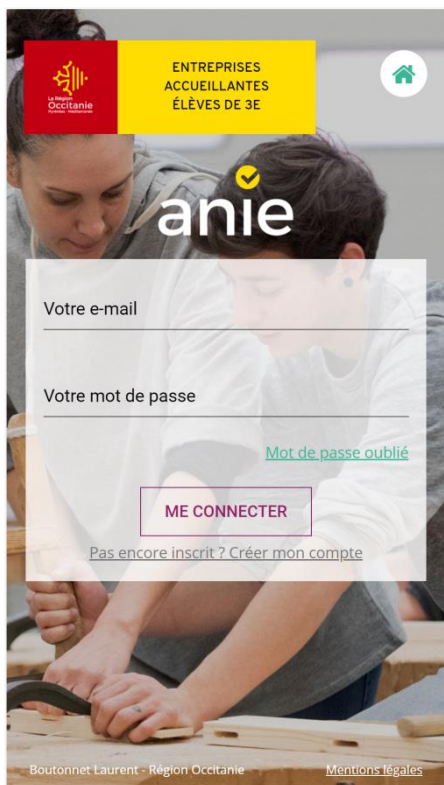 La Région
Occitanie
Pyrénées - Méditerranée
ENTREPRISES
ACCUEILLANTES
ÉLÈVES DE 3E
anie
Votre e-mail
Votre mot de passe
Mot de passe oublié
ME CONNECTER
Pas encore inscrit ? Créer mon compte
Boutonnet Laurent - Région Occitanie
Mentions légales